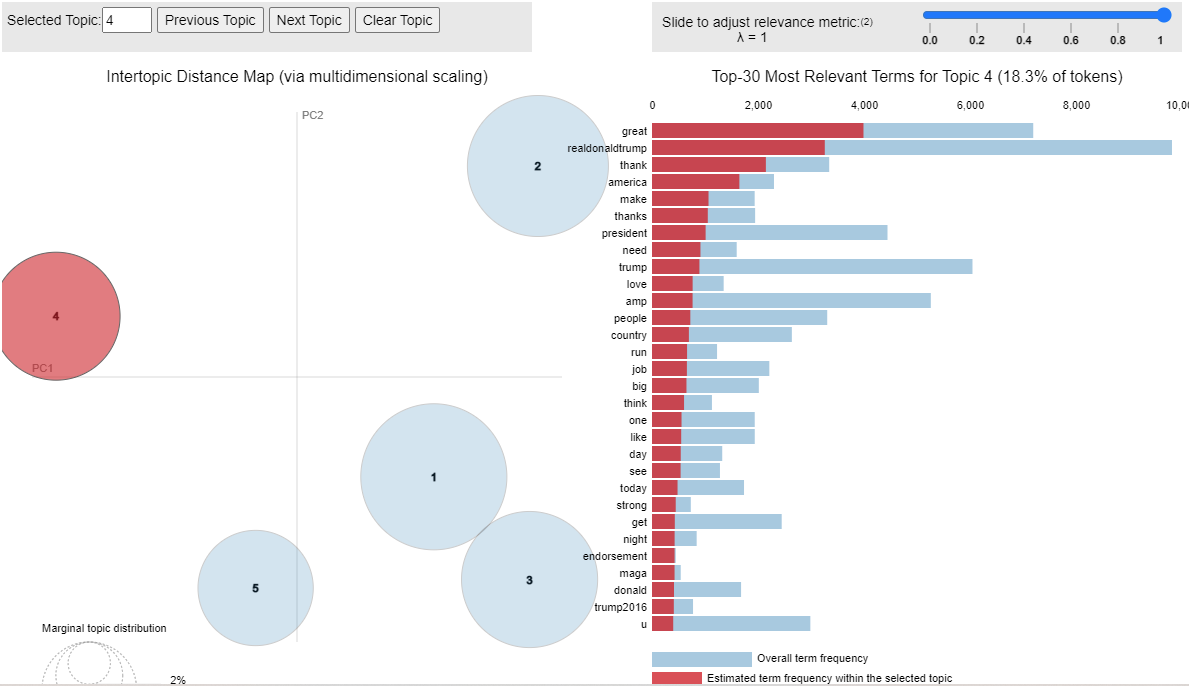 Selected Topic: 4 Previous Topic Next Topic Clear Topic
Slide to adjust relevance metric:(2)
λ = 1
0.0 0.2 0.4 0.6 0.8 1
Intertopic Distance Map (via multidimensional scaling)
PC2
2
4
PC1
1
5
3
Marginal topic distribution
2%
Top-30 Most Relevant Terms for Topic 4 (18.3% of tokens)
0 2,000 4,000 6,000 8,000 10,0
great
realdonaldtrump
thank
america
make
thanks
president
need
trump
love
amp
people
country
run
job
big
think
one
like
day
see
today
strong
get
night
endorsement
maga
donald
trump2016
u
Overall term frequency
Estimated term frequency within the selected topic